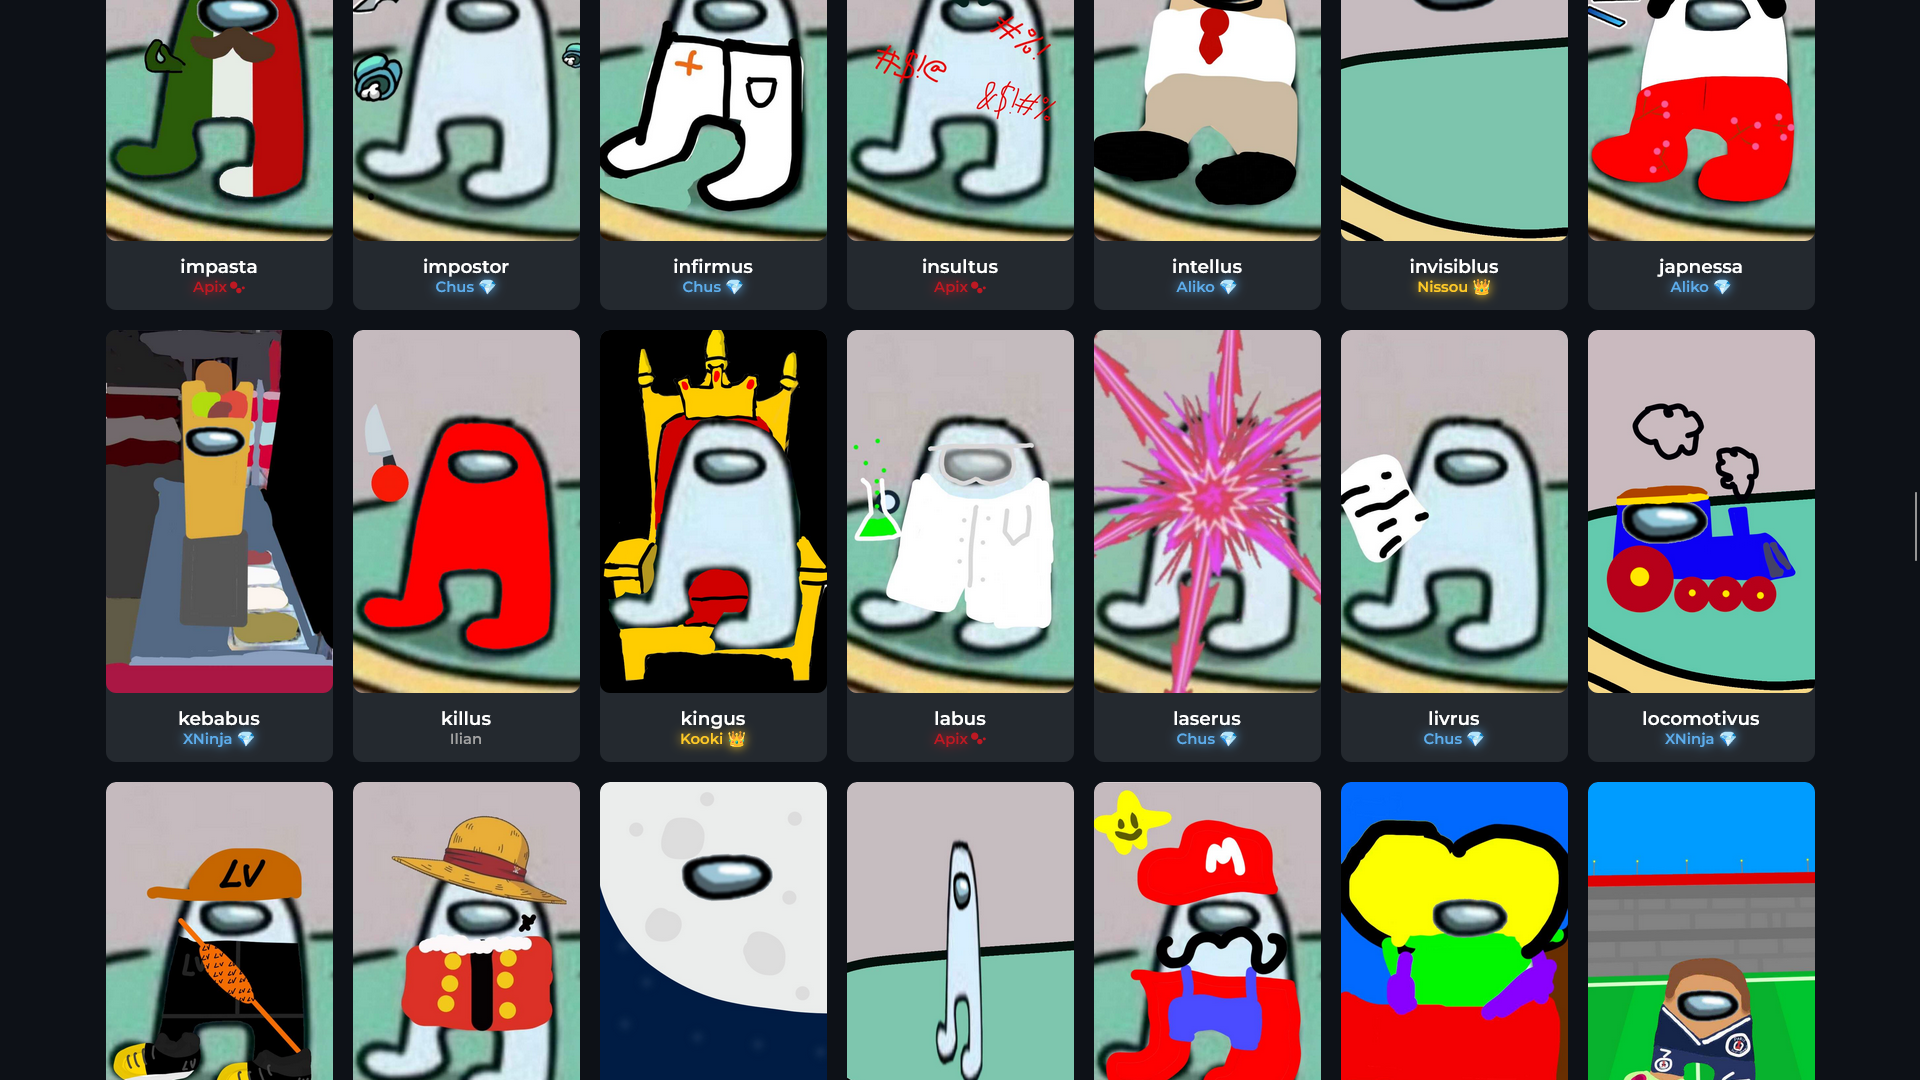 #$!@
#%!
&$!#%
impasta
Apix
impostor
Chus 💎
infirmus
Chus 💎
insultus
Apix
intellus
Aliko 💎
invisiblus
Nissou 👑
japnessa
Aliko 💎
kebabus
XNinja 💎
killus
Ilian
kingus
Kooki 👑
labus
Apix
laserus
Chus 💎
livrus
Chus 💎
locomotivus
XNinja 💎
LV
LV
M